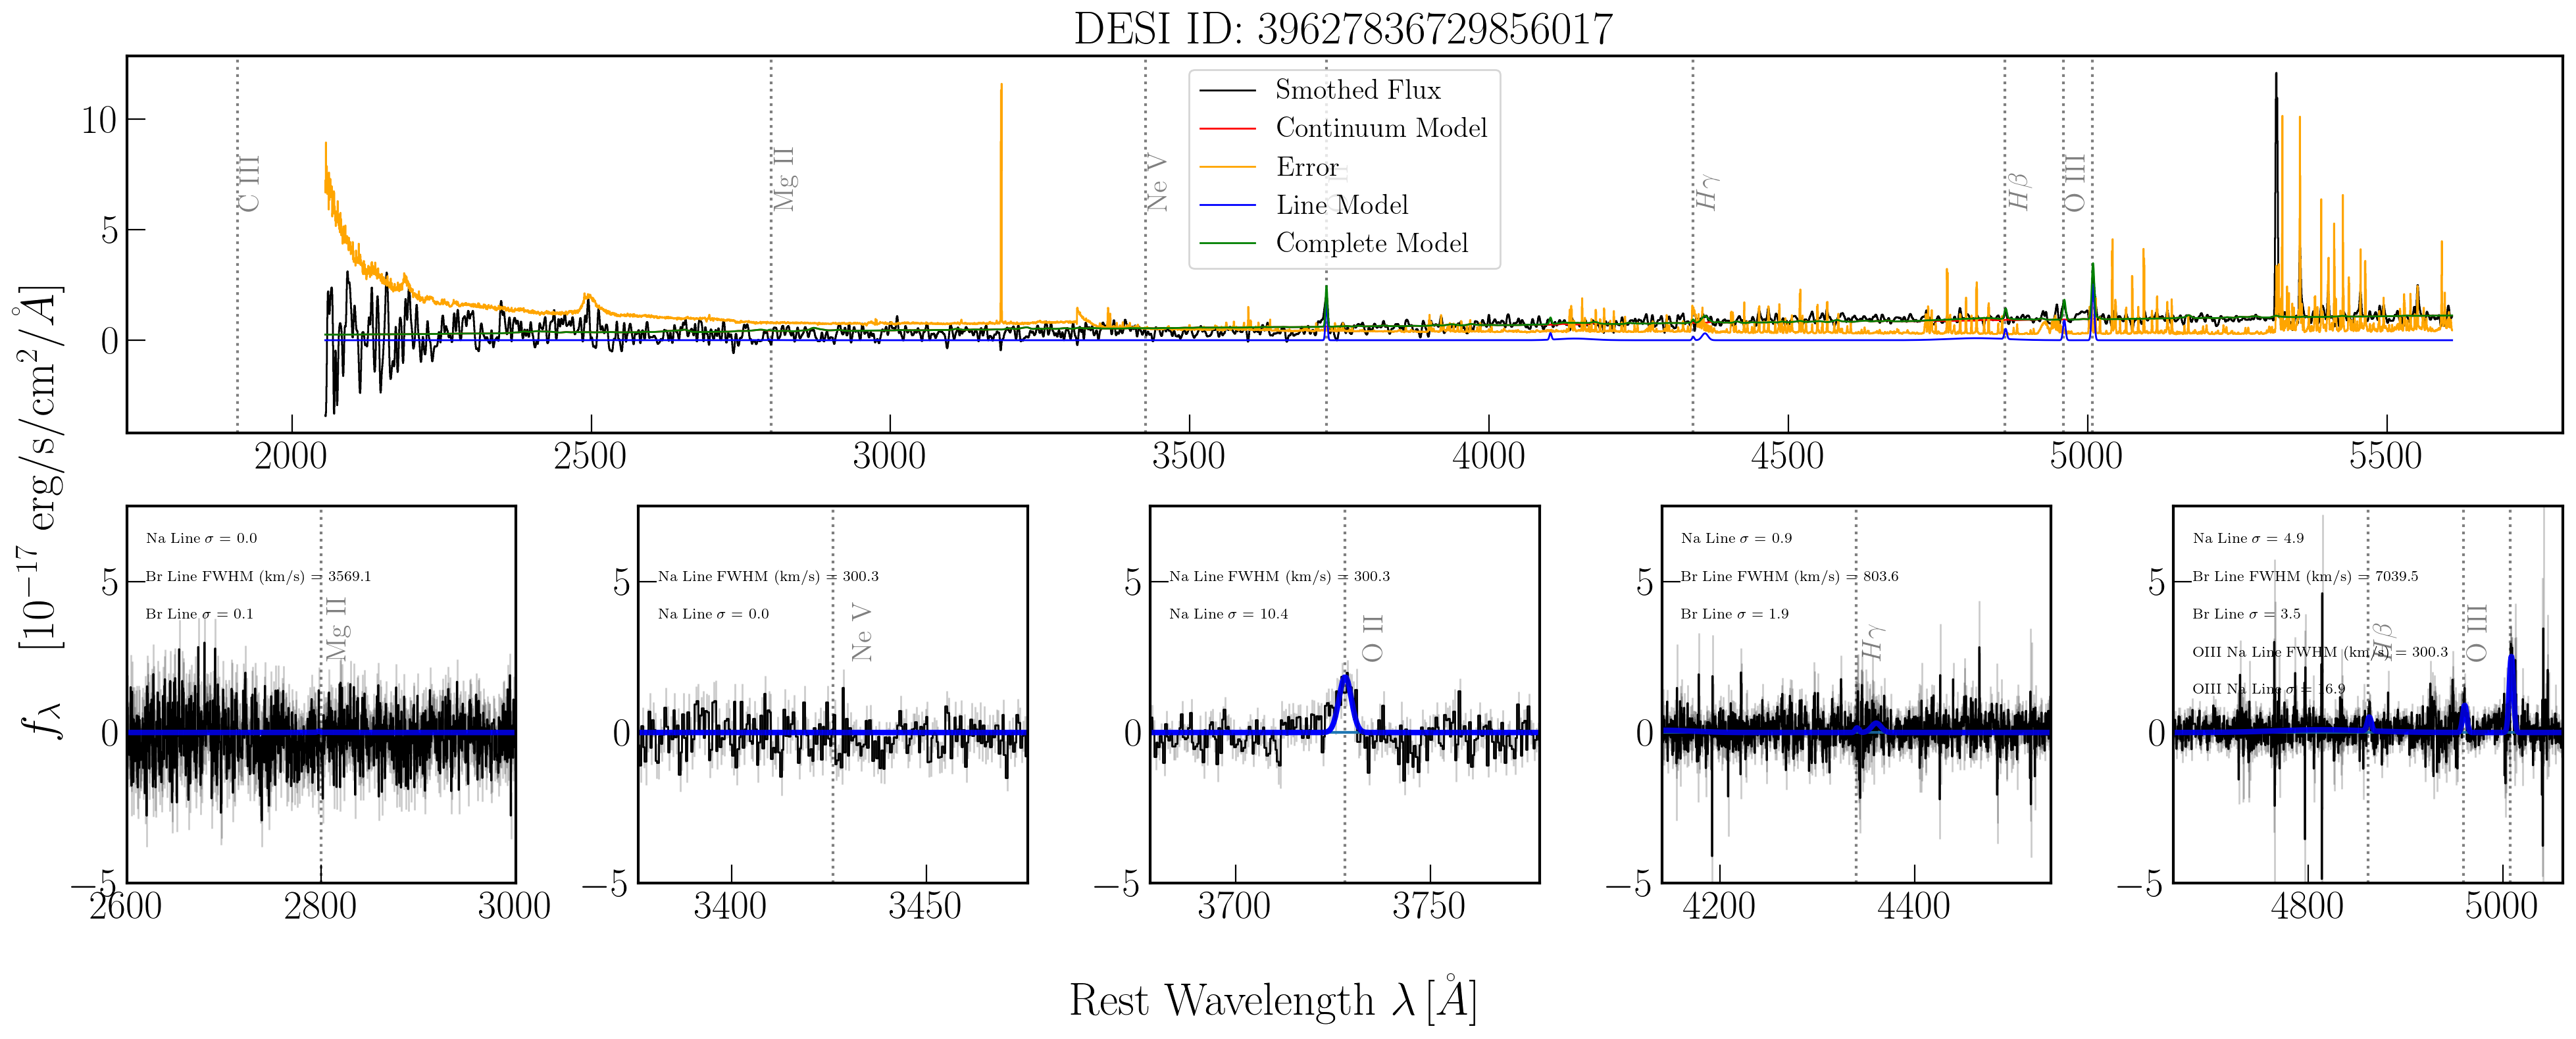 DESI ID: 39627836729856017
Smothed Flux
Continuum Model
Error
Line Model
Complete Model
C III
Mg II
Ne V
Hγ
Hβ
O III
10
5
0
2000 2500 3000 3500 4000 4500 5000 5500
f_λ [10⁻¹⁷ erg/s/cm²/Å]
Na Line σ = 0.0
Br Line FWHM (km/s) = 3569.1
Br Line σ = 0.1
Mg II
5
0
−5
2600 2800 3000
Na Line FWHM (km/s) = 300.3
Na Line σ = 0.0
Ne V
5
0
−5
3400 3450
Na Line FWHM (km/s) = 300.3
Na Line σ = 10.4
O II
5
0
−5
3700 3750
Na Line σ = 0.9
Br Line FWHM (km/s) = 803.6
Br Line σ = 1.9
Hγ
5
0
−5
4200 4400
Na Line σ = 4.9
Br Line FWHM (km/s) = 7039.5
Br Line σ = 3.5
OIII Na Line FWHM (km/s) = 300.3
OIII Na Line σ = 16.9
Hβ
O III
5
0
−5
4800 5000
Rest Wavelength λ [Å]